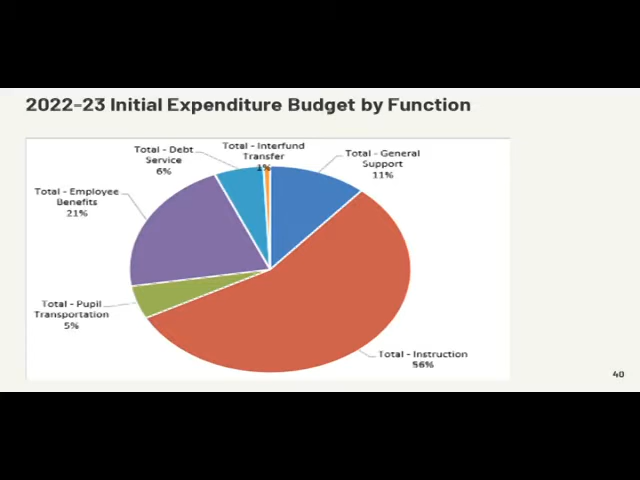 2022-23 Initial Expenditure Budget by Function
Total - Debt
Service
6%
Total - Interfund
Transfer
1%
Total - General
Support
11%
Total - Employee
Benefits
21%
Total - Pupil
Transportation
5%
Total - Instruction
56%
40